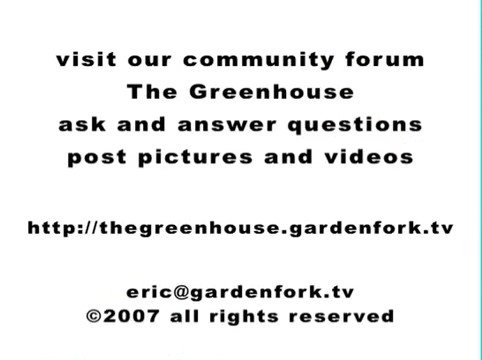 visit our community forum
The Greenhouse
ask and answer questions
post pictures and videos
http://thegreenhouse.gardenfork.tv
eric@gardenfork.tv
©2007 all rights reserved